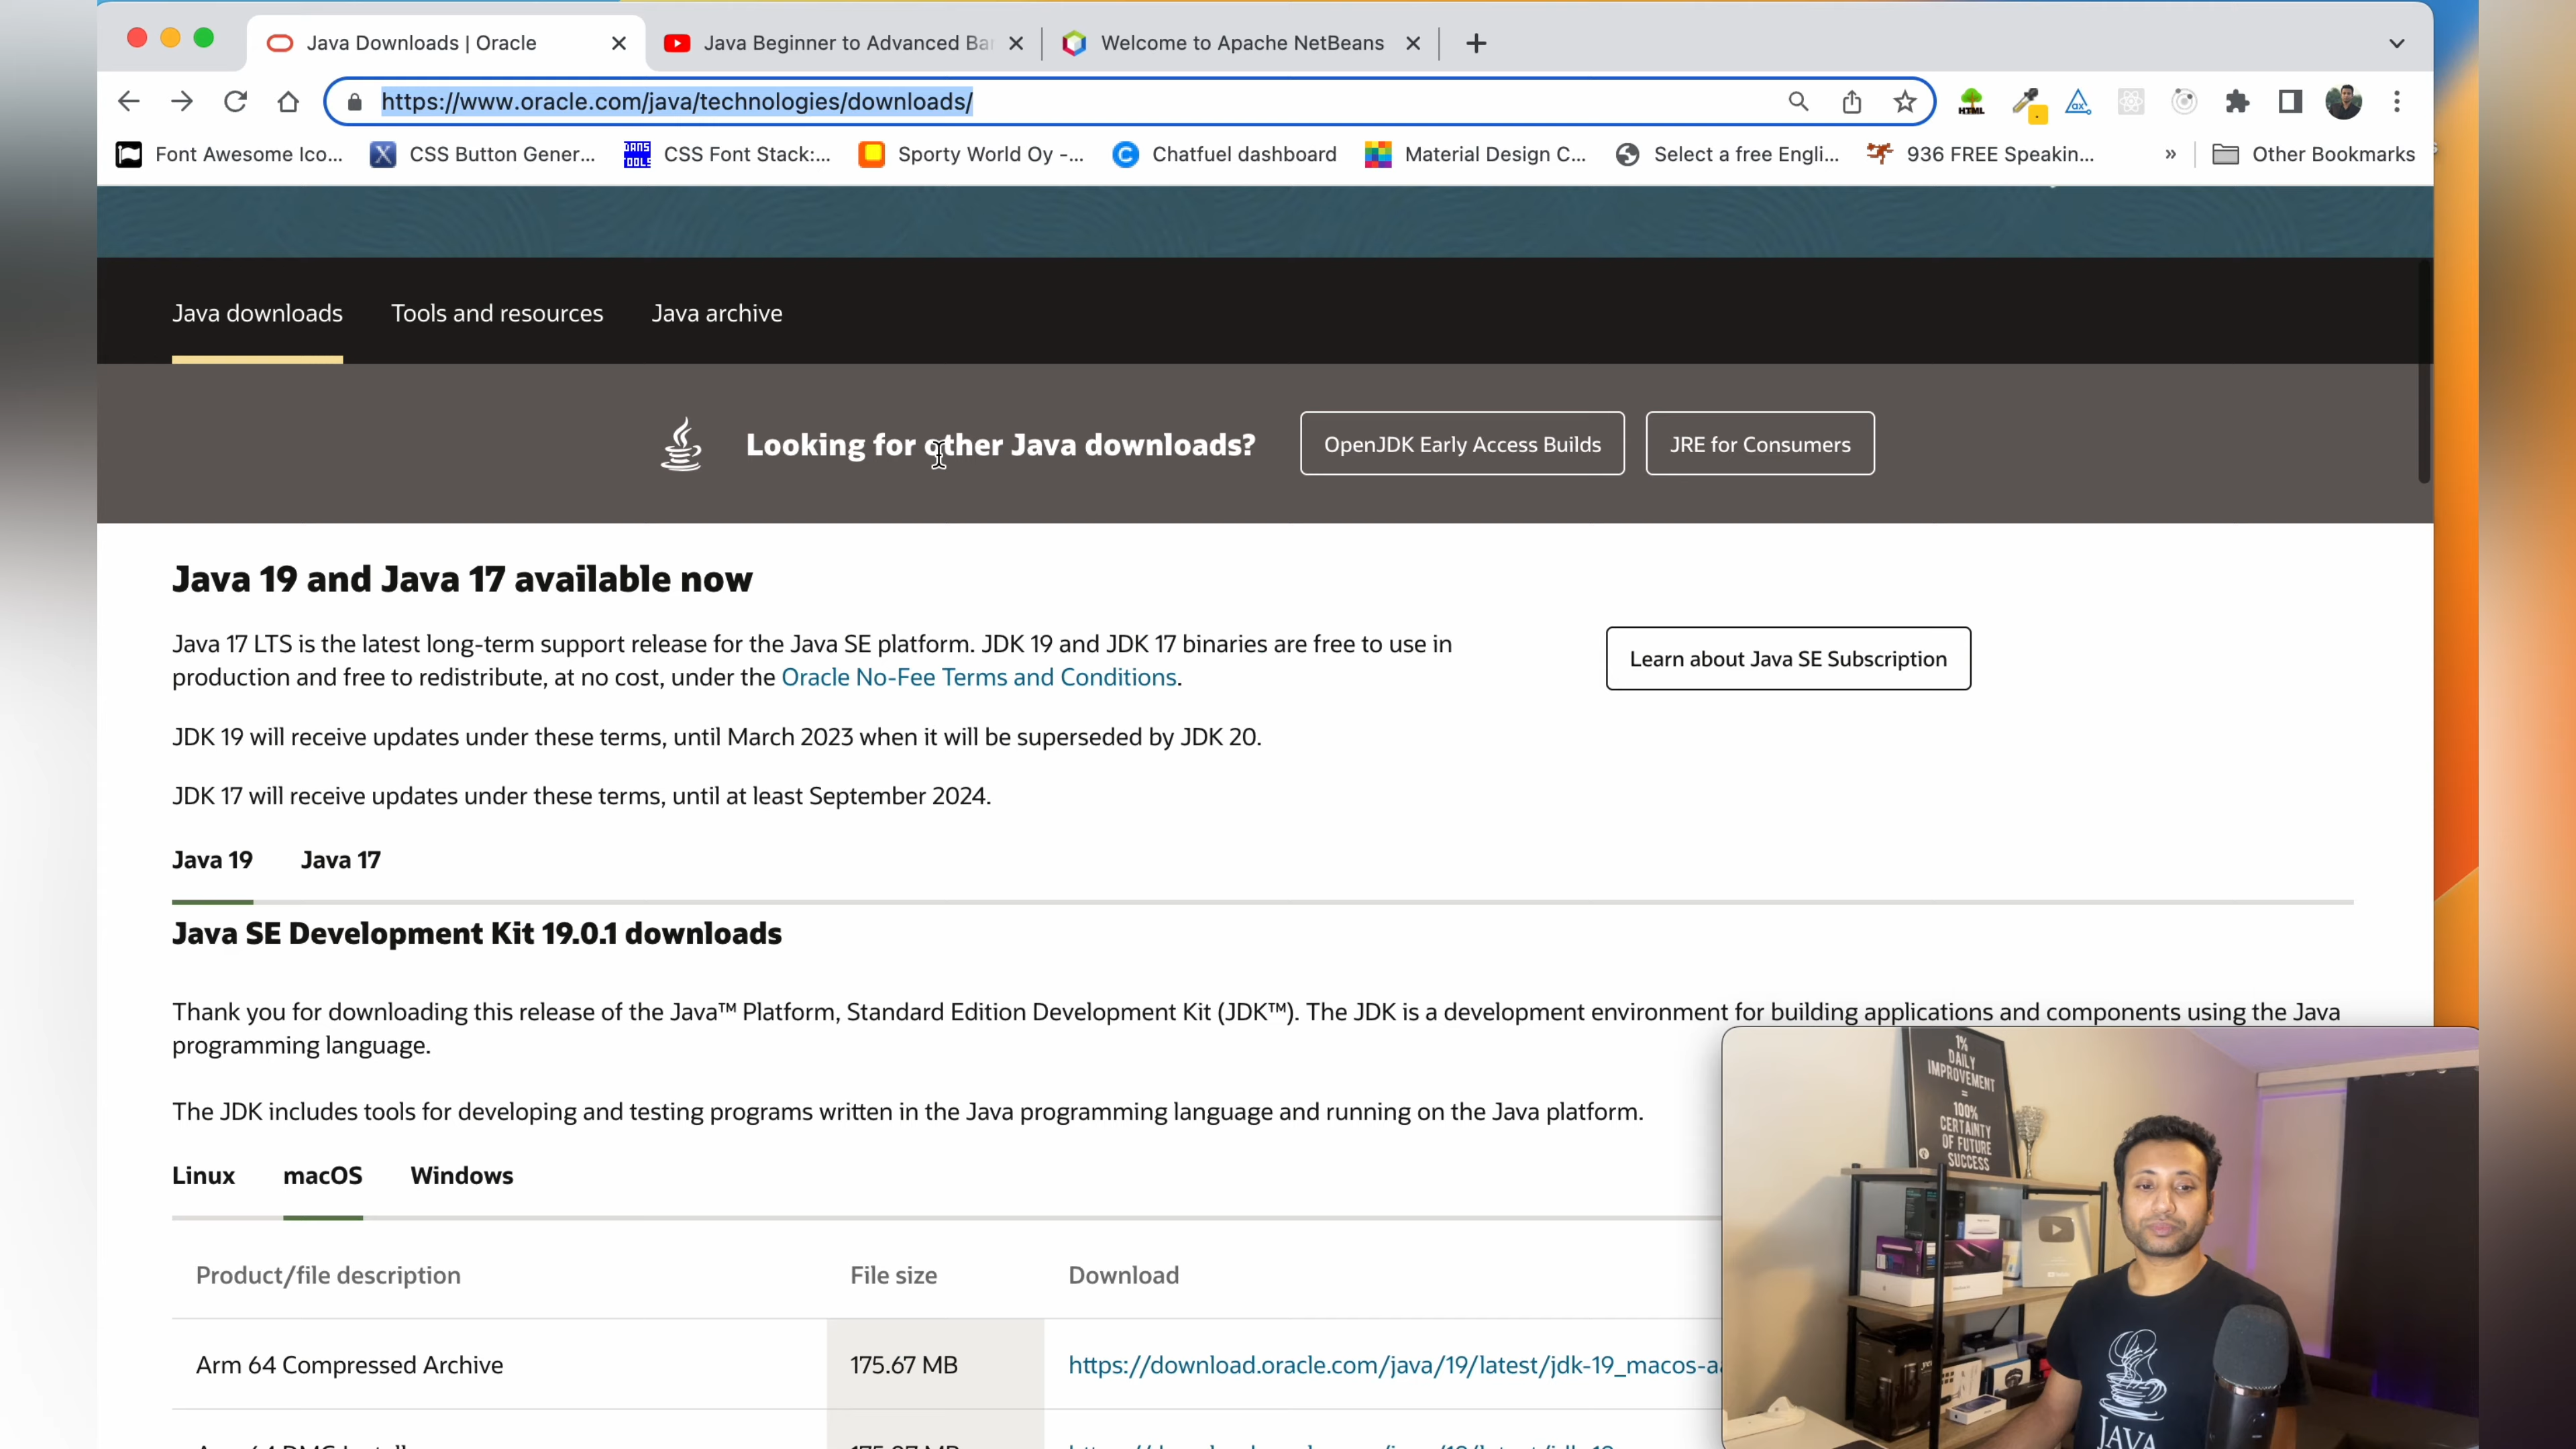 Java Downloads | Oracle
Java Beginner to Advanced Ba
Welcome to Apache NetBeans
https://www.oracle.com/java/technologies/downloads/
HTML
ax
Font Awesome Ico...
X
CSS Button Gener...
DANS TOOLS
CSS Font Stack:...
Sporty World Oy -...
C
Chatfuel dashboard
Material Design C...
Select a free Engli...
936 FREE Speakin...
»
Other Bookmarks
Java downloads
Tools and resources
Java archive
Looking for other Java downloads?
OpenJDK Early Access Builds
JRE for Consumers
Java 19 and Java 17 available now
Java 17 LTS is the latest long-term support release for the Java SE platform. JDK 19 and JDK 17 binaries are free to use in
production and free to redistribute, at no cost, under the Oracle No-Fee Terms and Conditions.
Learn about Java SE Subscription
JDK 19 will receive updates under these terms, until March 2023 when it will be superseded by JDK 20.
JDK 17 will receive updates under these terms, until at least September 2024.
Java 19
Java 17
Java SE Development Kit 19.0.1 downloads
Thank you for downloading this release of the Java™ Platform, Standard Edition Development Kit (JDK™). The JDK is a development environment for building applications and components using the Java
programming language.
The JDK includes tools for developing and testing programs written in the Java programming language and running on the Java platform.
Linux
macOS
Windows
Product/file description
File size
Download
Arm 64 Compressed Archive
175.67 MB
https://download.oracle.com/java/19/latest/jdk-19_macos-a
1%
DAILY
IMPROVEMENT
=
100%
CERTAINTY
OF FUTURE
SUCCESS
JAVA